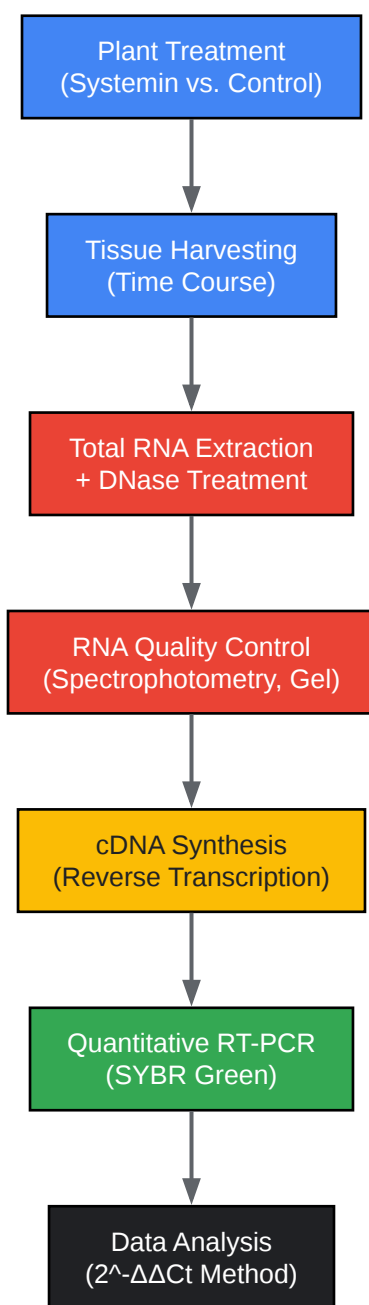 Plant Treatment
(Systemin vs. Control)
Tissue Harvesting
(Time Course)
Total RNA Extraction
+ DNase Treatment
RNA Quality Control
(Spectrophotometry, Gel)
cDNA Synthesis
(Reverse Transcription)
Quantitative RT-PCR
(SYBR Green)
Data Analysis
(2^-ΔΔCt Method)